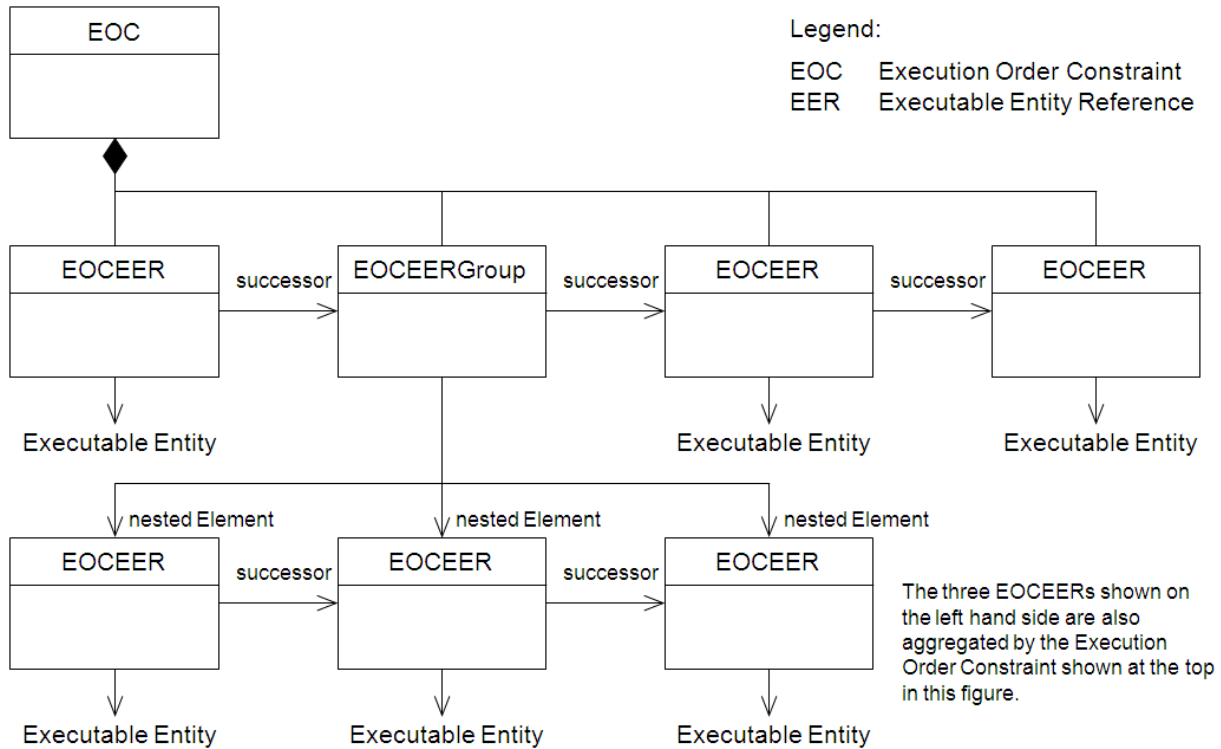 EOC
Legend:
EOC Execution Order Constraint
EER Executable Entity Reference
EOCEER
successor
EOCEERGroup
successor
EOCEER
successor
EOCEER
Executable Entity
Executable Entity
Executable Entity
nested Element
nested Element
nested Element
EOCEER
successor
EOCEER
successor
EOCEER
The three EOCEERs shown on
the left hand side are also
aggregated by the Execution
Order Constraint shown at the top
in this figure.
Executable Entity
Executable Entity
Executable Entity